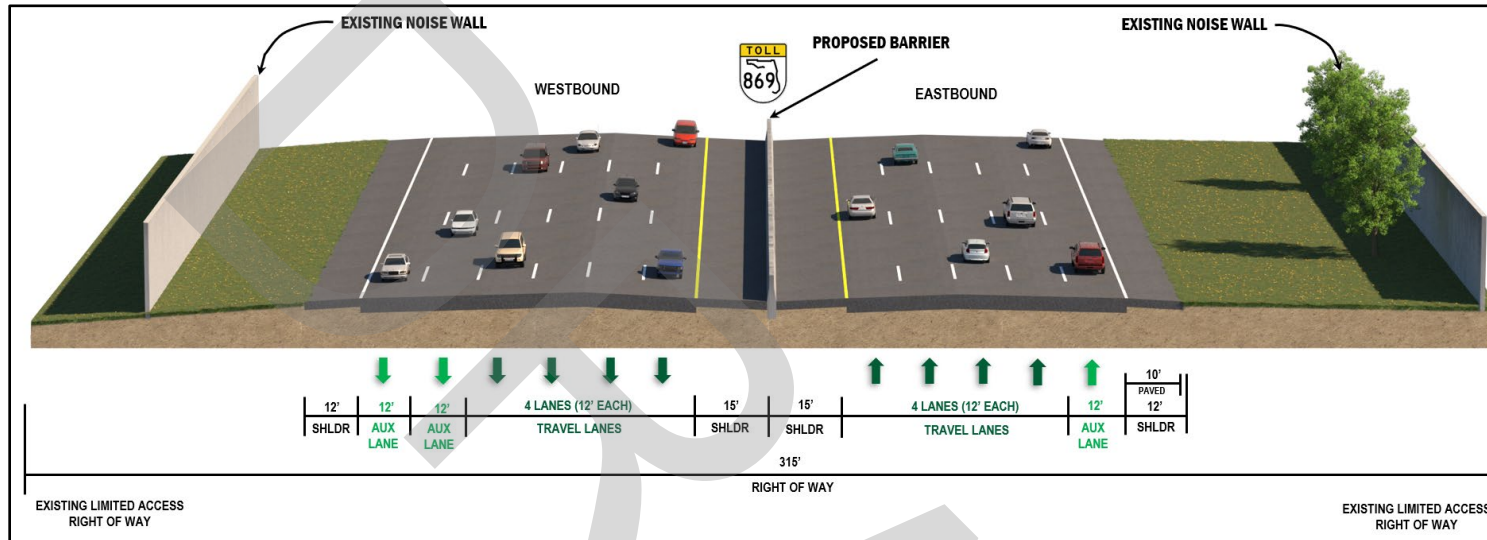 EXISTING NOISE WALL
EXISTING NOISE WALL
TOLL
869
PROPOSED BARRIER
WESTBOUND
EASTBOUND
12'
SHLDR
12'
AUX
LANE
12'
AUX
LANE
4 LANES (12' EACH)
TRAVEL LANES
15'
SHLDR
15'
SHLDR
4 LANES (12' EACH)
TRAVEL LANES
12'
AUX
LANE
10'
PAVED
12'
SHLDR
315'
RIGHT OF WAY
EXISTING LIMITED ACCESS
RIGHT OF WAY
EXISTING LIMITED ACCESS
RIGHT OF WAY